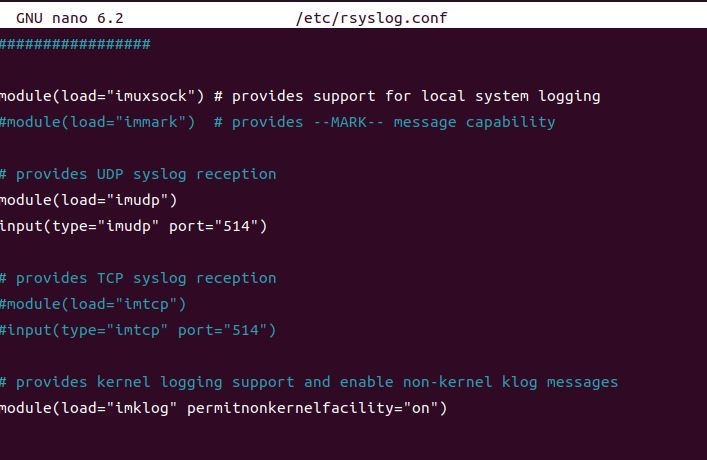 GNU nano 6.2 /etc/rsyslog.conf
#################
module(load="imuxsock") # provides support for local system logging
#module(load="immark")  # provides --MARK-- message capability
# provides UDP syslog reception
module(load="imudp")
input(type="imudp" port="514")
# provides TCP syslog reception
#module(load="imtcp")
#input(type="imtcp" port="514")
# provides kernel logging support and enable non-kernel klog messages
module(load="imklog" permitnonkernelfacility="on")